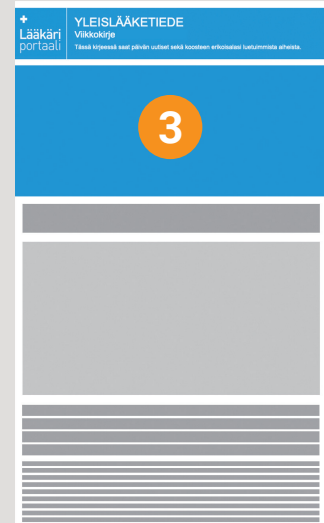 +
Lääkäri
portaali
YLEISLÄÄKETIEDE
Viikkokirje
Tässä kirjeessä saat päivän uutiset sekä koosteen erikoisalasi luetuimmista aiheista.
3